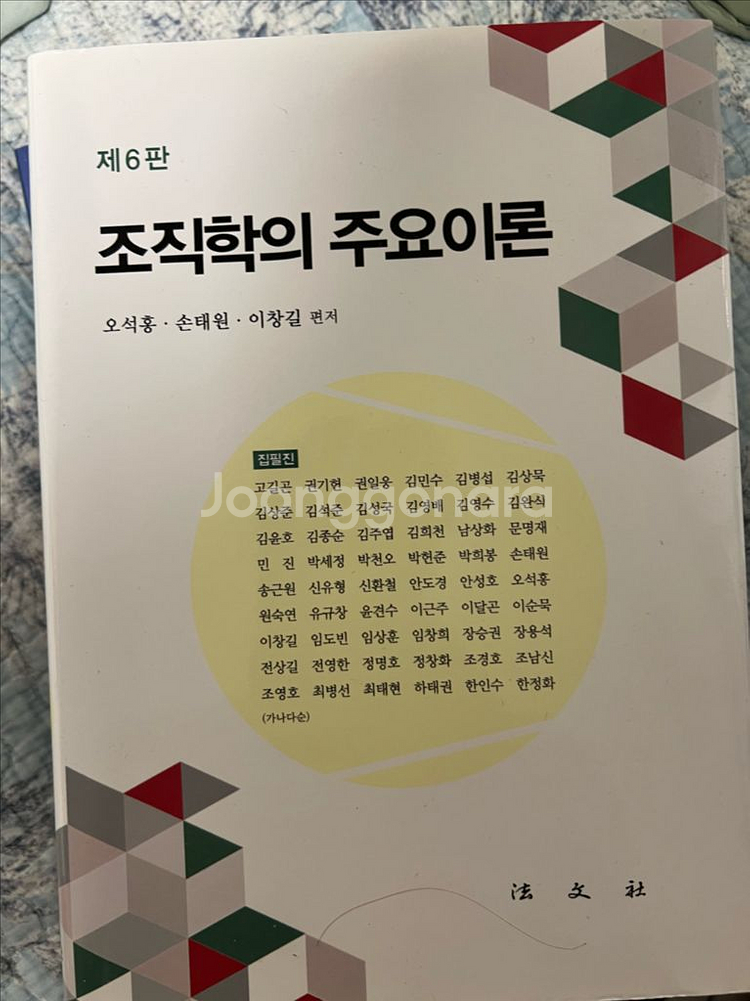 제6판
조직학의 주요이론
오석홍 · 손태원 · 이창길 편저
집필진
고길곤 권기헌 권일웅 김민수 김병섭 김상묵
김상준 김석준 김성국 김영배 김영수 김완식
김윤호 김종순 김주엽 김희천 남상화 문명재
민 진 박세정 박천오 박헌준 박희봉 손태원
송근원 신유형 신환철 안도경 안성호 오석홍
원숙연 유규창 윤견수 이근주 이달곤 이순묵
이창길 임도빈 임상훈 임창희 장승권 장용석
전상길 전영한 정명호 정창화 조경호 조남신
조영호 최병선 최태현 하태권 한인수 한정화
(가나다순)
Joonggonara
法文社